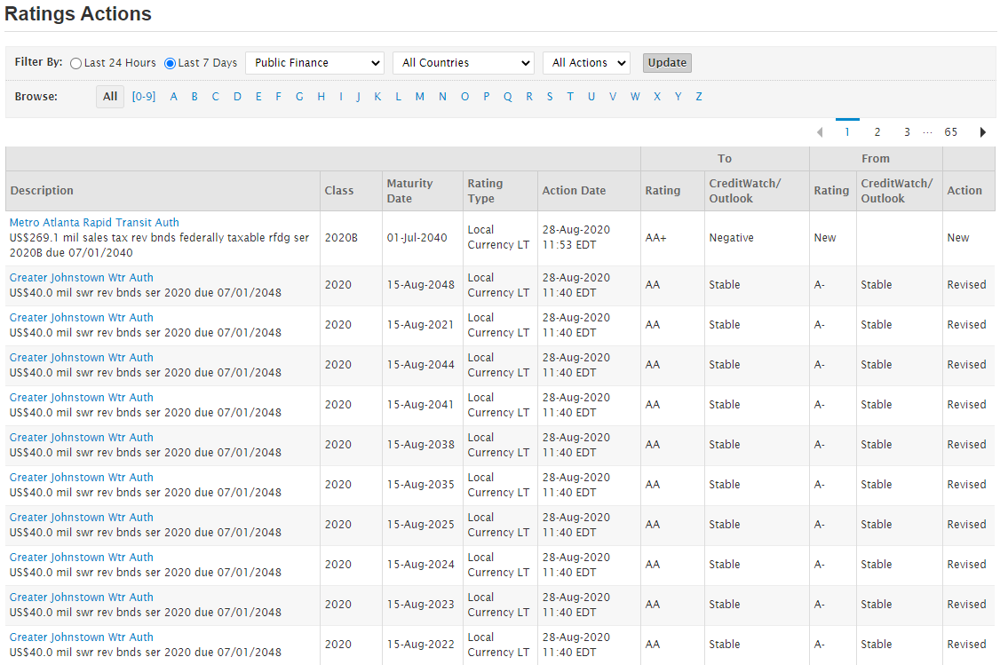 Ratings Actions
Filter By: Last 24 Hours Last 7 Days Public Finance All Countries All Actions Update
Browse: All [0-9] A B C D E F G H I J K L M N O P Q R S T U V W X Y Z
1 2 3 ... 65
To From
Description Class Maturity Date Rating Type Action Date Rating CreditWatch/ Outlook Rating CreditWatch/ Outlook Action
Metro Atlanta Rapid Transit Auth
US$269.1 mil sales tax rev bnds federally taxable rfdg ser
2020B due 07/01/2040
2020B 01-Jul-2040 Local Currency LT 28-Aug-2020 11:53 EDT AA+ Negative New New
Greater Johnstown Wtr Auth
US$40.0 mil swr rev bnds ser 2020 due 07/01/2048
2020 15-Aug-2048 Local Currency LT 28-Aug-2020 11:40 EDT AA Stable A- Stable Revised
Greater Johnstown Wtr Auth
US$40.0 mil swr rev bnds ser 2020 due 07/01/2048
2020 15-Aug-2021 Local Currency LT 28-Aug-2020 11:40 EDT AA Stable A- Stable Revised
Greater Johnstown Wtr Auth
US$40.0 mil swr rev bnds ser 2020 due 07/01/2048
2020 15-Aug-2044 Local Currency LT 28-Aug-2020 11:40 EDT AA Stable A- Stable Revised
Greater Johnstown Wtr Auth
US$40.0 mil swr rev bnds ser 2020 due 07/01/2048
2020 15-Aug-2041 Local Currency LT 28-Aug-2020 11:40 EDT AA Stable A- Stable Revised
Greater Johnstown Wtr Auth
US$40.0 mil swr rev bnds ser 2020 due 07/01/2048
2020 15-Aug-2038 Local Currency LT 28-Aug-2020 11:40 EDT AA Stable A- Stable Revised
Greater Johnstown Wtr Auth
US$40.0 mil swr rev bnds ser 2020 due 07/01/2048
2020 15-Aug-2035 Local Currency LT 28-Aug-2020 11:40 EDT AA Stable A- Stable Revised
Greater Johnstown Wtr Auth
US$40.0 mil swr rev bnds ser 2020 due 07/01/2048
2020 15-Aug-2025 Local Currency LT 28-Aug-2020 11:40 EDT AA Stable A- Stable Revised
Greater Johnstown Wtr Auth
US$40.0 mil swr rev bnds ser 2020 due 07/01/2048
2020 15-Aug-2024 Local Currency LT 28-Aug-2020 11:40 EDT AA Stable A- Stable Revised
Greater Johnstown Wtr Auth
US$40.0 mil swr rev bnds ser 2020 due 07/01/2048
2020 15-Aug-2023 Local Currency LT 28-Aug-2020 11:40 EDT AA Stable A- Stable Revised
Greater Johnstown Wtr Auth
US$40.0 mil swr rev bnds ser 2020 due 07/01/2048
2020 15-Aug-2022 Local Currency LT 28-Aug-2020 11:40 EDT AA Stable A- Stable Revised